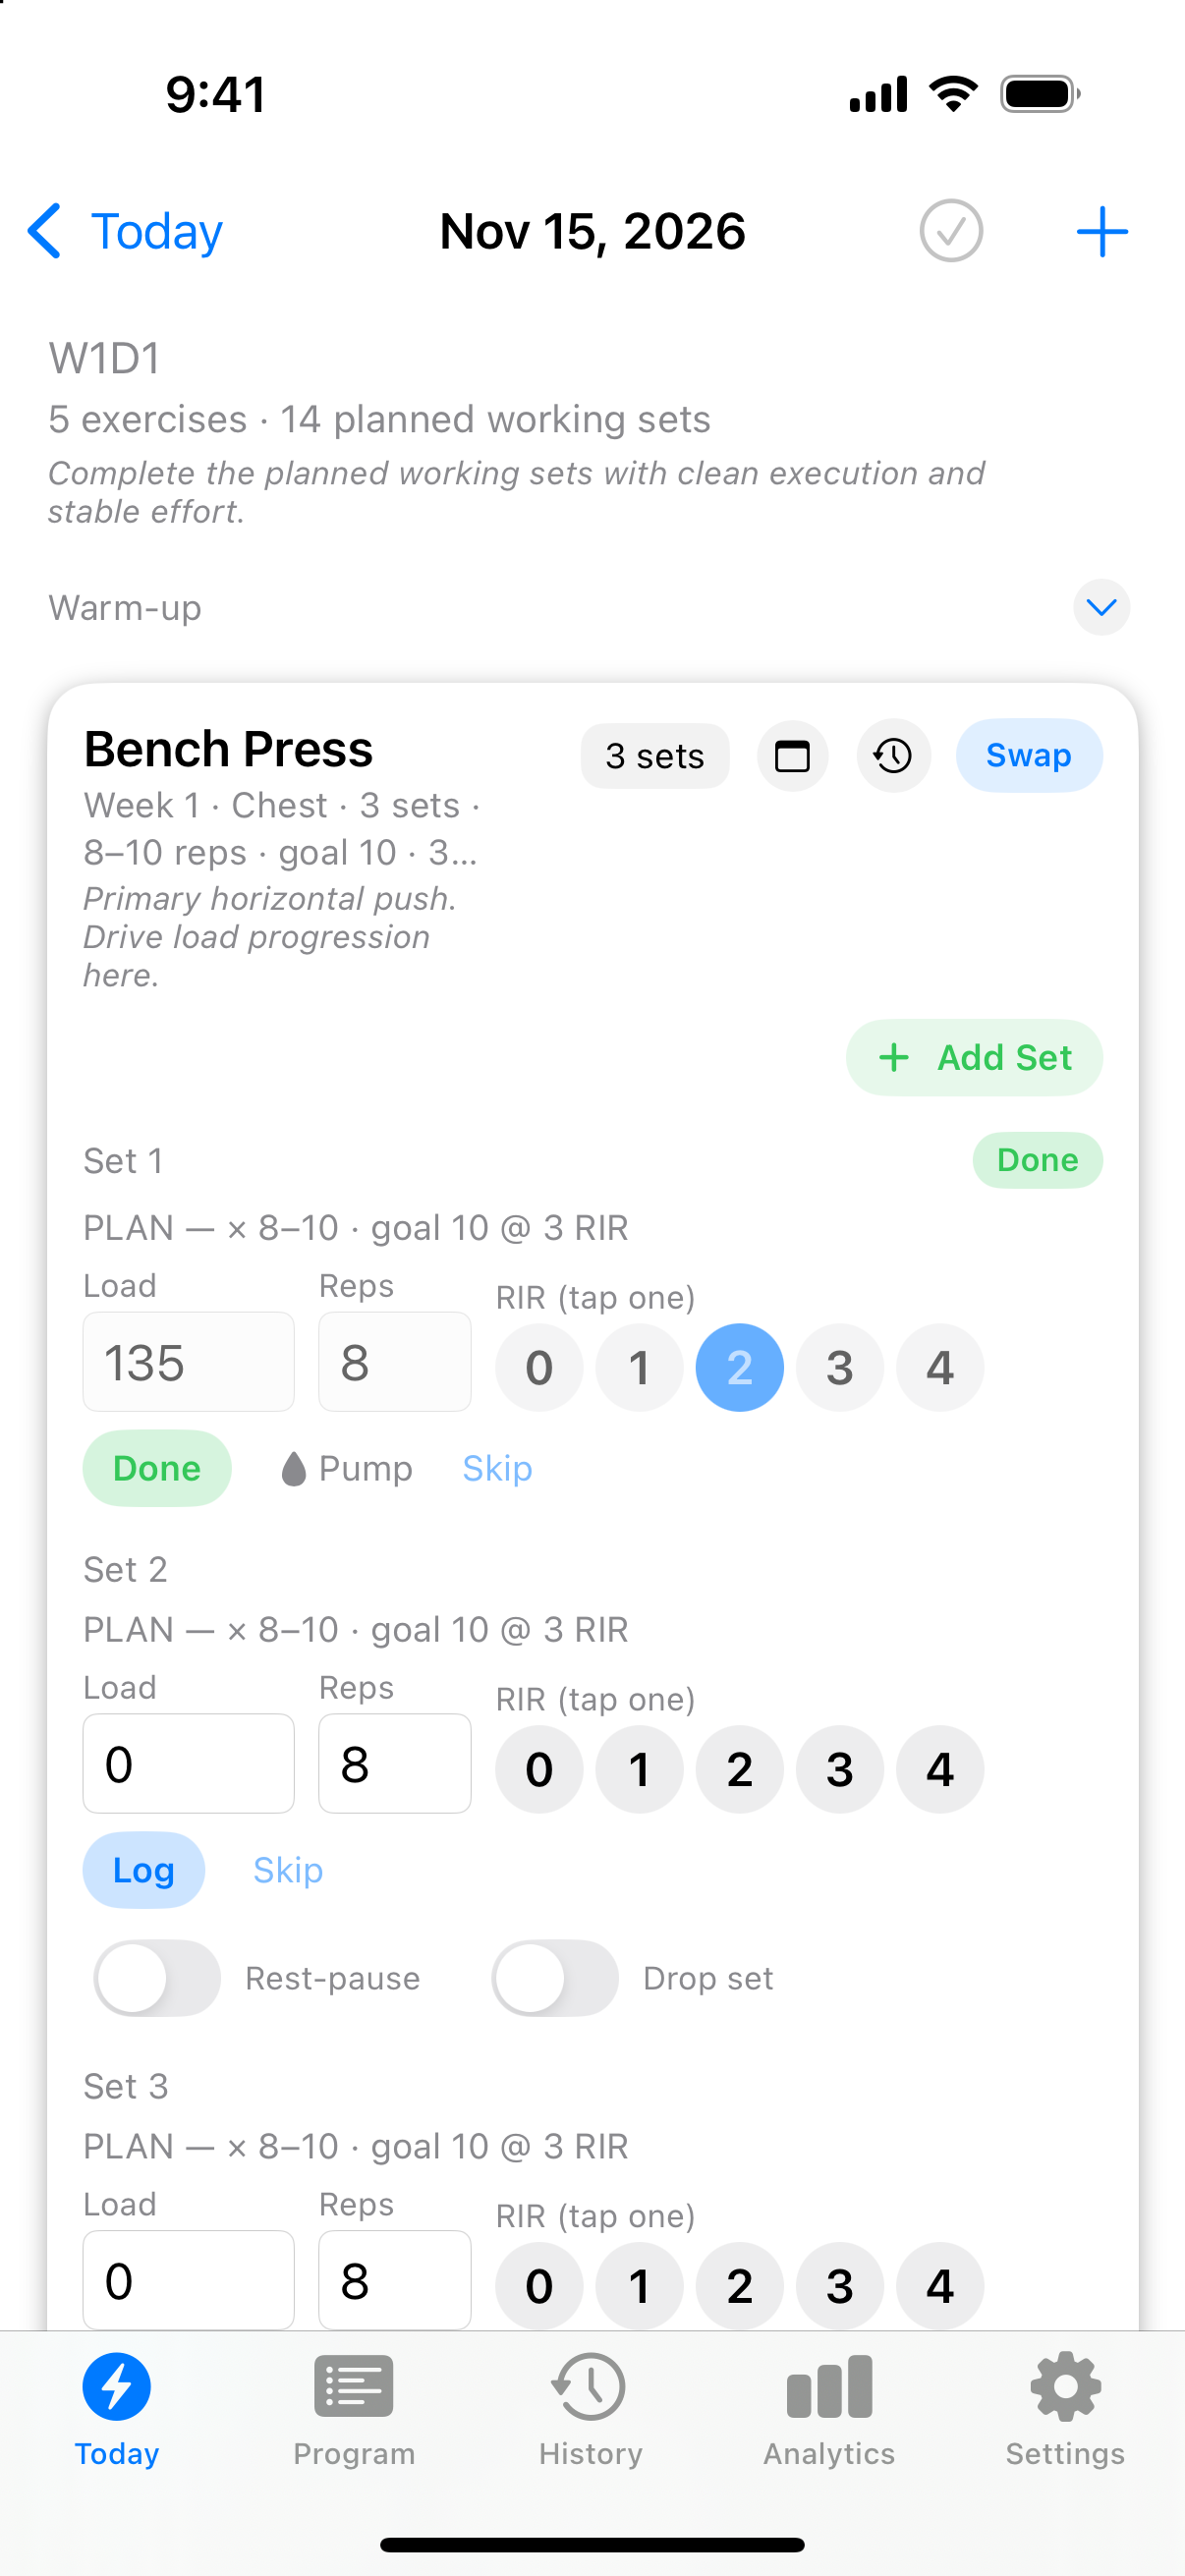 9:41
Today
Nov 15, 2026
W1D1
5 exercises · 14 planned working sets
Complete the planned working sets with clean execution and
stable effort.
Warm-up
Bench Press
3 sets
Swap
Week 1 · Chest · 3 sets ·
8–10 reps · goal 10 · 3...
Primary horizontal push.
Drive load progression
here.
+ Add Set
Set 1
Done
PLAN — × 8–10 · goal 10 @ 3 RIR
Load
Reps
RIR (tap one)
135
8
0 1 2 3 4
Done
Pump
Skip
Set 2
PLAN — × 8–10 · goal 10 @ 3 RIR
Load
Reps
RIR (tap one)
0
8
0 1 2 3 4
Log
Skip
Rest-pause
Drop set
Set 3
PLAN — × 8–10 · goal 10 @ 3 RIR
Load
Reps
RIR (tap one)
0
8
0 1 2 3 4
Today
Program
History
Analytics
Settings